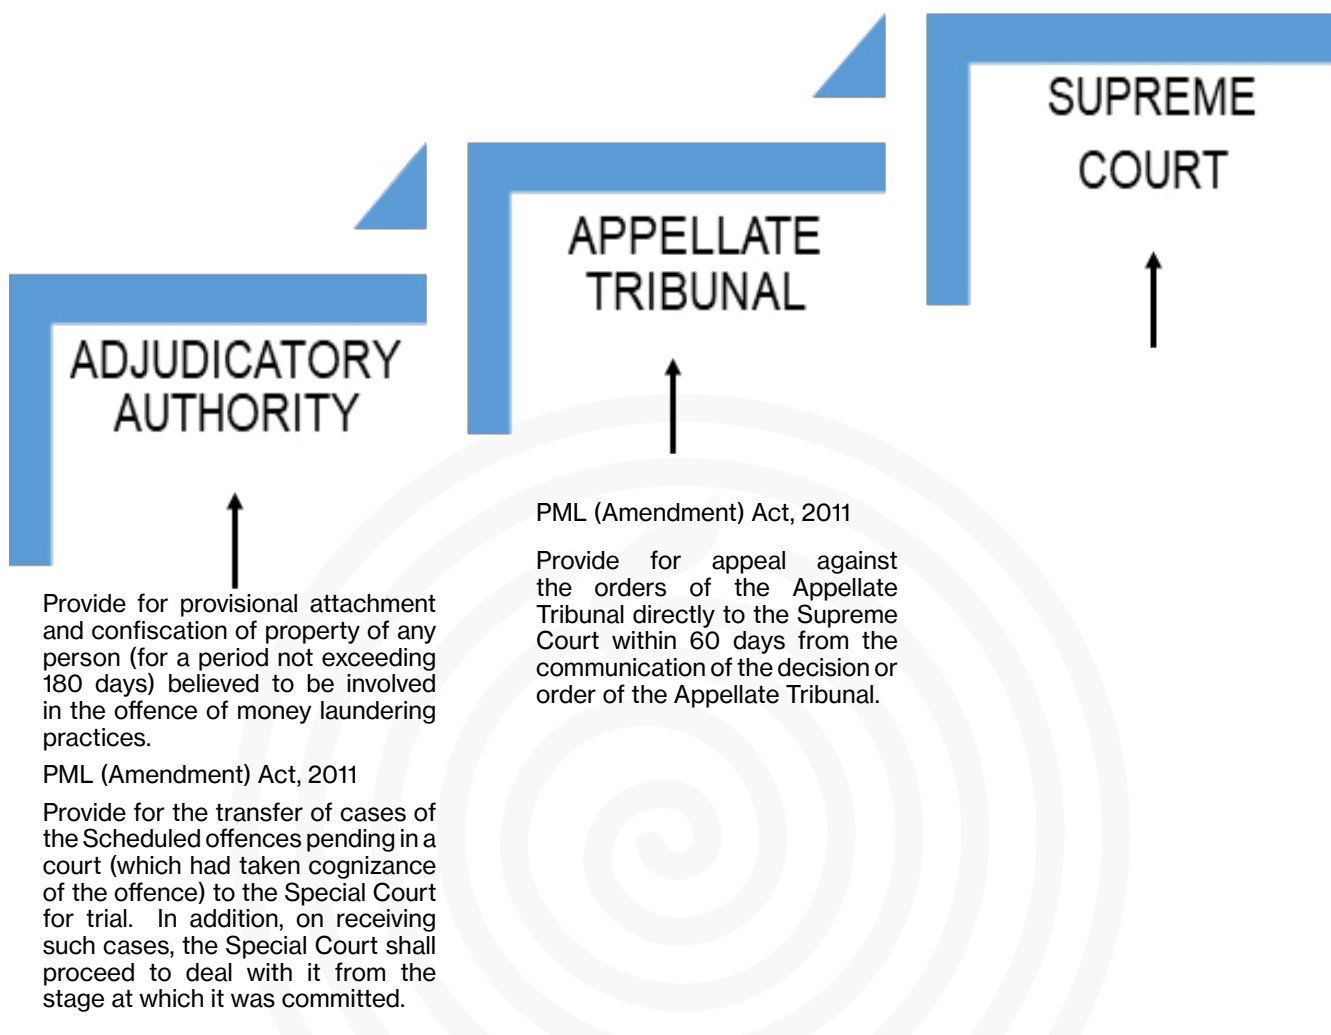 SUPREME
COURT
APPELLATE
TRIBUNAL
ADJUDICATORY
AUTHORITY
Provide for provisional attachment
and confiscation of property of any
person (for a period not exceeding
180 days) believed to be involved
in the offence of money laundering
practices.
PML (Amendment) Act, 2011
Provide for the transfer of cases of
the Scheduled offences pending in a
court (which had taken cognizance
of the offence) to the Special Court
for trial. In addition, on receiving
such cases, the Special Court shall
proceed to deal with it from the
stage at which it was committed.
PML (Amendment) Act, 2011
Provide for appeal against
the orders of the Appellate
Tribunal directly to the Supreme
Court within 60 days from the
communication of the decision or
order of the Appellate Tribunal.